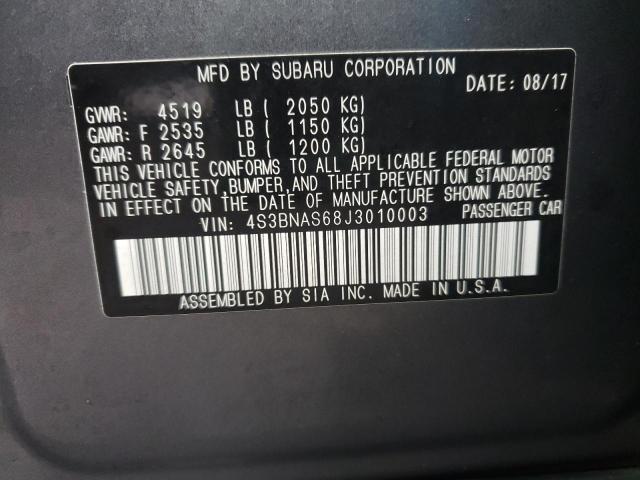 MFD BY SUBARU CORPORATION
DATE: 08/17
GVWR: 4519 LB ( 2050 KG)
GAWR: F 2535 LB ( 1150 KG)
GAWR: R 2645 LB ( 1200 KG)
THIS VEHICLE CONFORMS TO ALL APPLICABLE FEDERAL MOTOR
VEHICLE SAFETY, BUMPER, AND THEFT PREVENTION STANDARDS
IN EFFECT ON THE DATE OF MANUFACTURE SHOWN ABOVE.
VIN: 4S3BNAS68J3010003 PASSENGER CAR
ASSEMBLED BY SIA INC. MADE IN U.S.A.